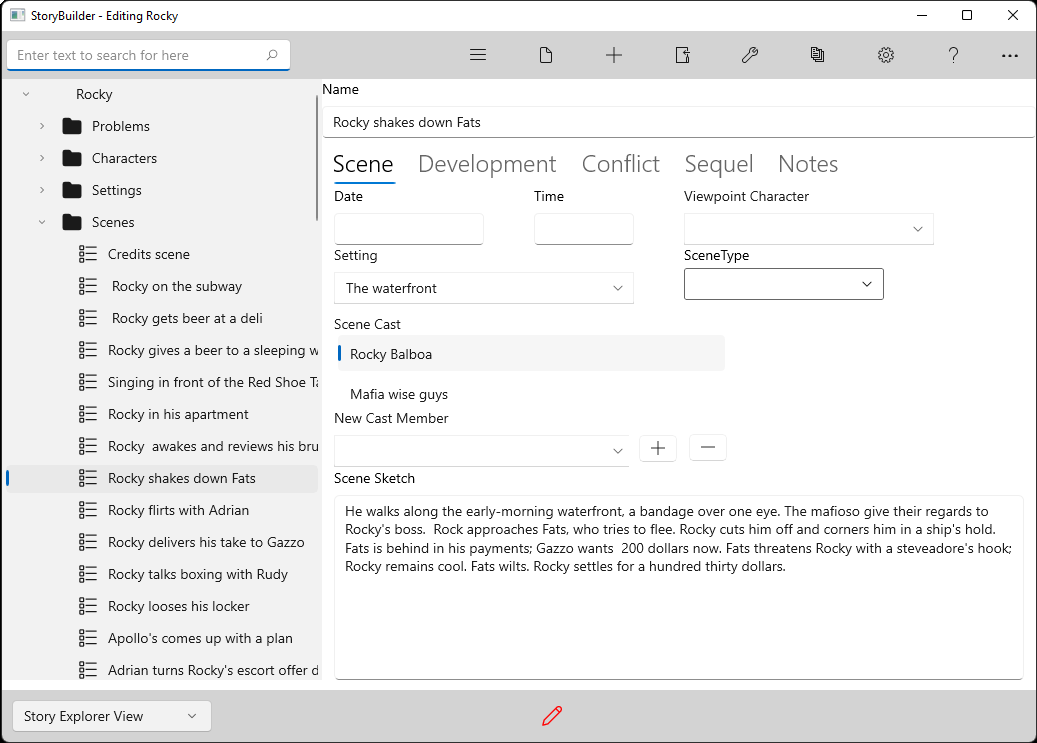 StoryBuilder - Editing Rocky
Enter text to search for here
?
Rocky
Problems
Characters
Settings
Scenes
Credits scene
Rocky on the subway
Rocky gets beer at a deli
Rocky gives a beer to a sleeping w
Singing in front of the Red Shoe Ta
Rocky in his apartment
Rocky  awakes and reviews his bru
Rocky shakes down Fats
Rocky flirts with Adrian
Rocky delivers his take to Gazzo
Rocky talks boxing with Rudy
Rocky looses his locker
Apollo's comes up with a plan
Adrian turns Rocky's escort offer d
Name
Rocky shakes down Fats
Scene Development Conflict Sequel Notes
Date Time Viewpoint Character
Setting SceneType
The waterfront
Scene Cast
Rocky Balboa
Mafia wise guys
New Cast Member
Scene Sketch
He walks along the early-morning waterfront, a bandage over one eye. The mafioso give their regards to
Rocky's boss.  Rock approaches Fats, who tries to flee. Rocky cuts him off and corners him in a ship's hold.
Fats is behind in his payments; Gazzo wants  200 dollars now. Fats threatens Rocky with a steveadore's hook;
Rocky remains cool. Fats wilts. Rocky settles for a hundred thirty dollars.
Story Explorer View